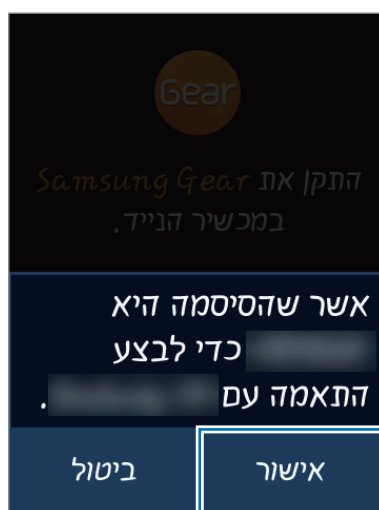 Gear
התקן את Samsung Gear
במכשיר הנייד.
אשר שהסיסמה היא
כדי לבצע
התאמה עם .
אישור
ביטול